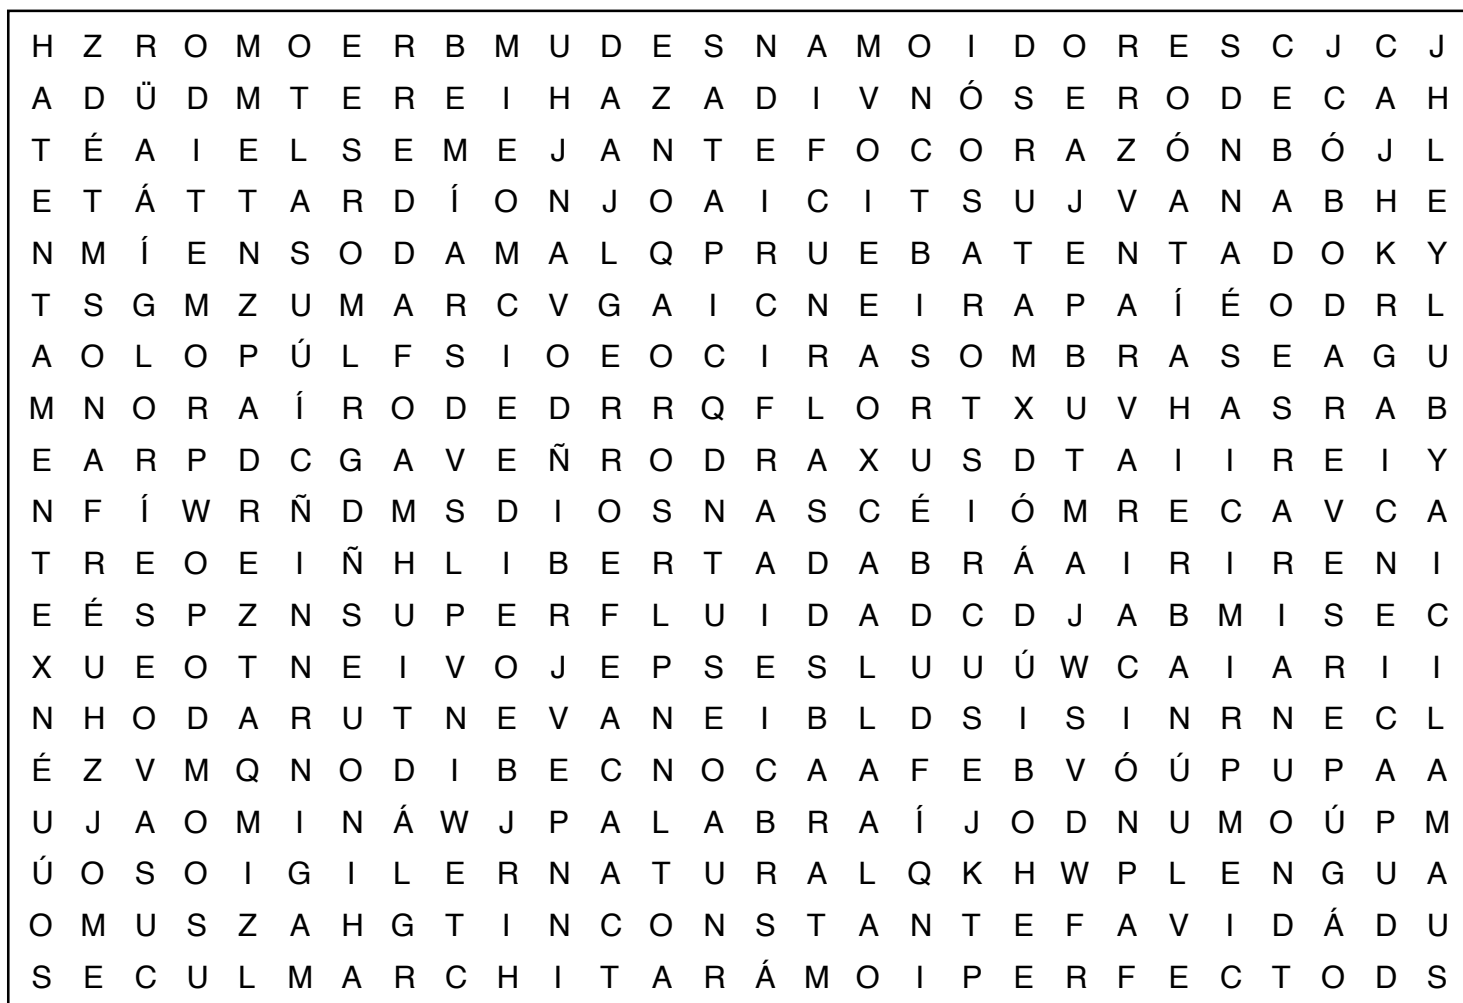 H Z R O M O E R B M U D E S N A M O I D O R E S C J C J
A D Ü D M T E R E I H A Z A D I V N Ó S E R O D E C A H
T É A I E L S E M E J A N T E F O C O R A Z Ó N B Ó J L
E T Á T T A R D Í O N J O A I C I T S U J V A N A B H E
N M Í E N S O D A M A L Q P R U E B A T E N T A D O K Y
T S G M Z U M A R C V G A I C N E I R A P A Í É O D R L
A O L O P Ú L F S I O E O C I R A S O M B R A S E A G U
M N O R A Í R O D E D R R Q F L O R T X U V H A S R A B
E A R P D C G A V E Ñ R O D R A X U S D T A I I R E I Y
N F Í W R Ñ D M S D I O S N A S C É I Ó M R E C A V C A
T R E O E I Ñ H L I B E R T A D A B R Á A I R I R E N I
E É S P Z N S U P E R F L U I D A D C D J A B M I S E C
X U E O T N E I V O J E P S E S L U U Ú W C A I A R I I
N H O D A R U T N E V A N E I B L D S I S I N R N E C L
É Z V M Q N O D I B E C N O C A A F E B V Ó Ú P U P A A
U J A O M I N Á W J P A L A B R A Í J O D N U M O Ú P M
Ú O S O I G I L E R N A T U R A L Q K H W P L E N G U A
O M U S Z A H G T I N C O N S T A N T E F A V I D Á D U
S E C U L M A R C H I T A R Á M O I P E R F E C T O D S